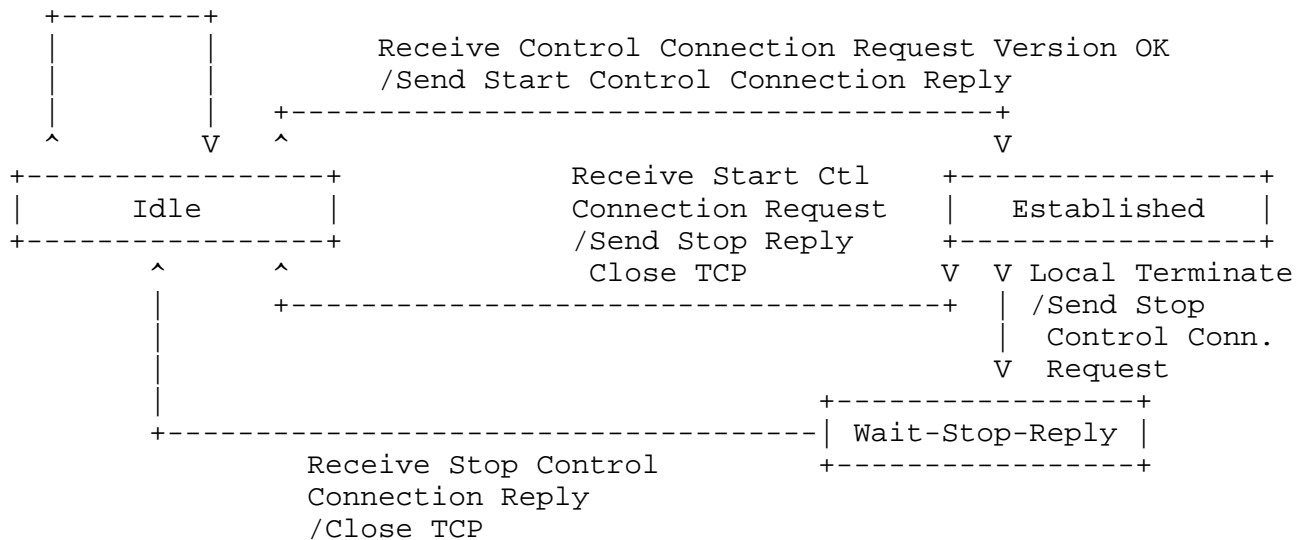 Receive Control Connection Request Version OK
/Send Start Control Connection Reply
Idle
Receive Start Ctl
Connection Request
/Send Stop Reply
Close TCP
Established
V Local Terminate
/Send Stop
Control Conn.
V Request
Wait-Stop-Reply
Receive Stop Control
Connection Reply
/Close TCP